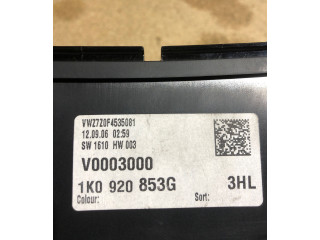 VWZ7Z0F4535081
12.09.06 02:59
SW 1610 HW 003
V0003000
1K0 920 853G
Colour: Sort: 3HL